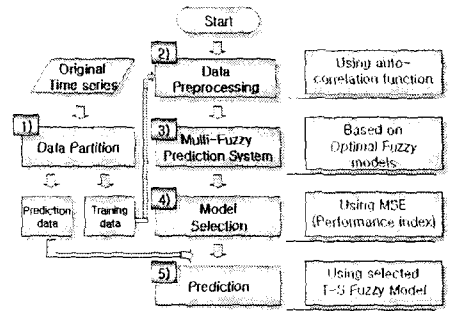 Start
Original
Time series
1)
Data Partition
Prediction
data
Training
data
2)
Data
Preprocessing
Using auto-
correlation function
3)
Multi-Fuzzy
Prediction System
Based on
Optimal Fuzzy
models
4)
Model
Selection
Using MSE
(Performance index)
5)
Prediction
Using selected
T-S Fuzzy Model